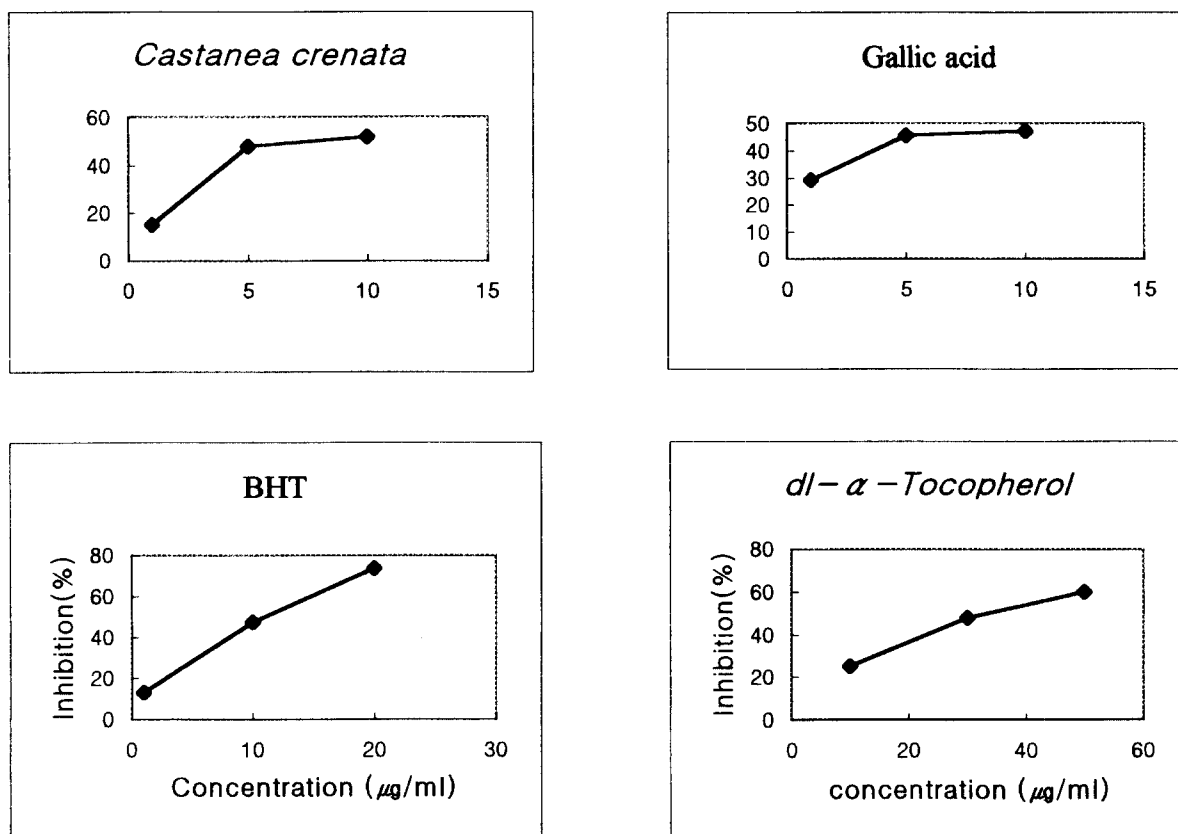 Castanea crenata
60
40
20
0
0 5 10 15
Gallic acid
50
40
30
20
10
0
0 5 10 15
BHT
Inhibition(%)
80
60
40
20
0
0 10 20 30
Concentration (μg/ml)
dl-α-Tocopherol
Inhibition(%)
80
60
40
20
0
0 20 40 60
concentration (μg/ml)